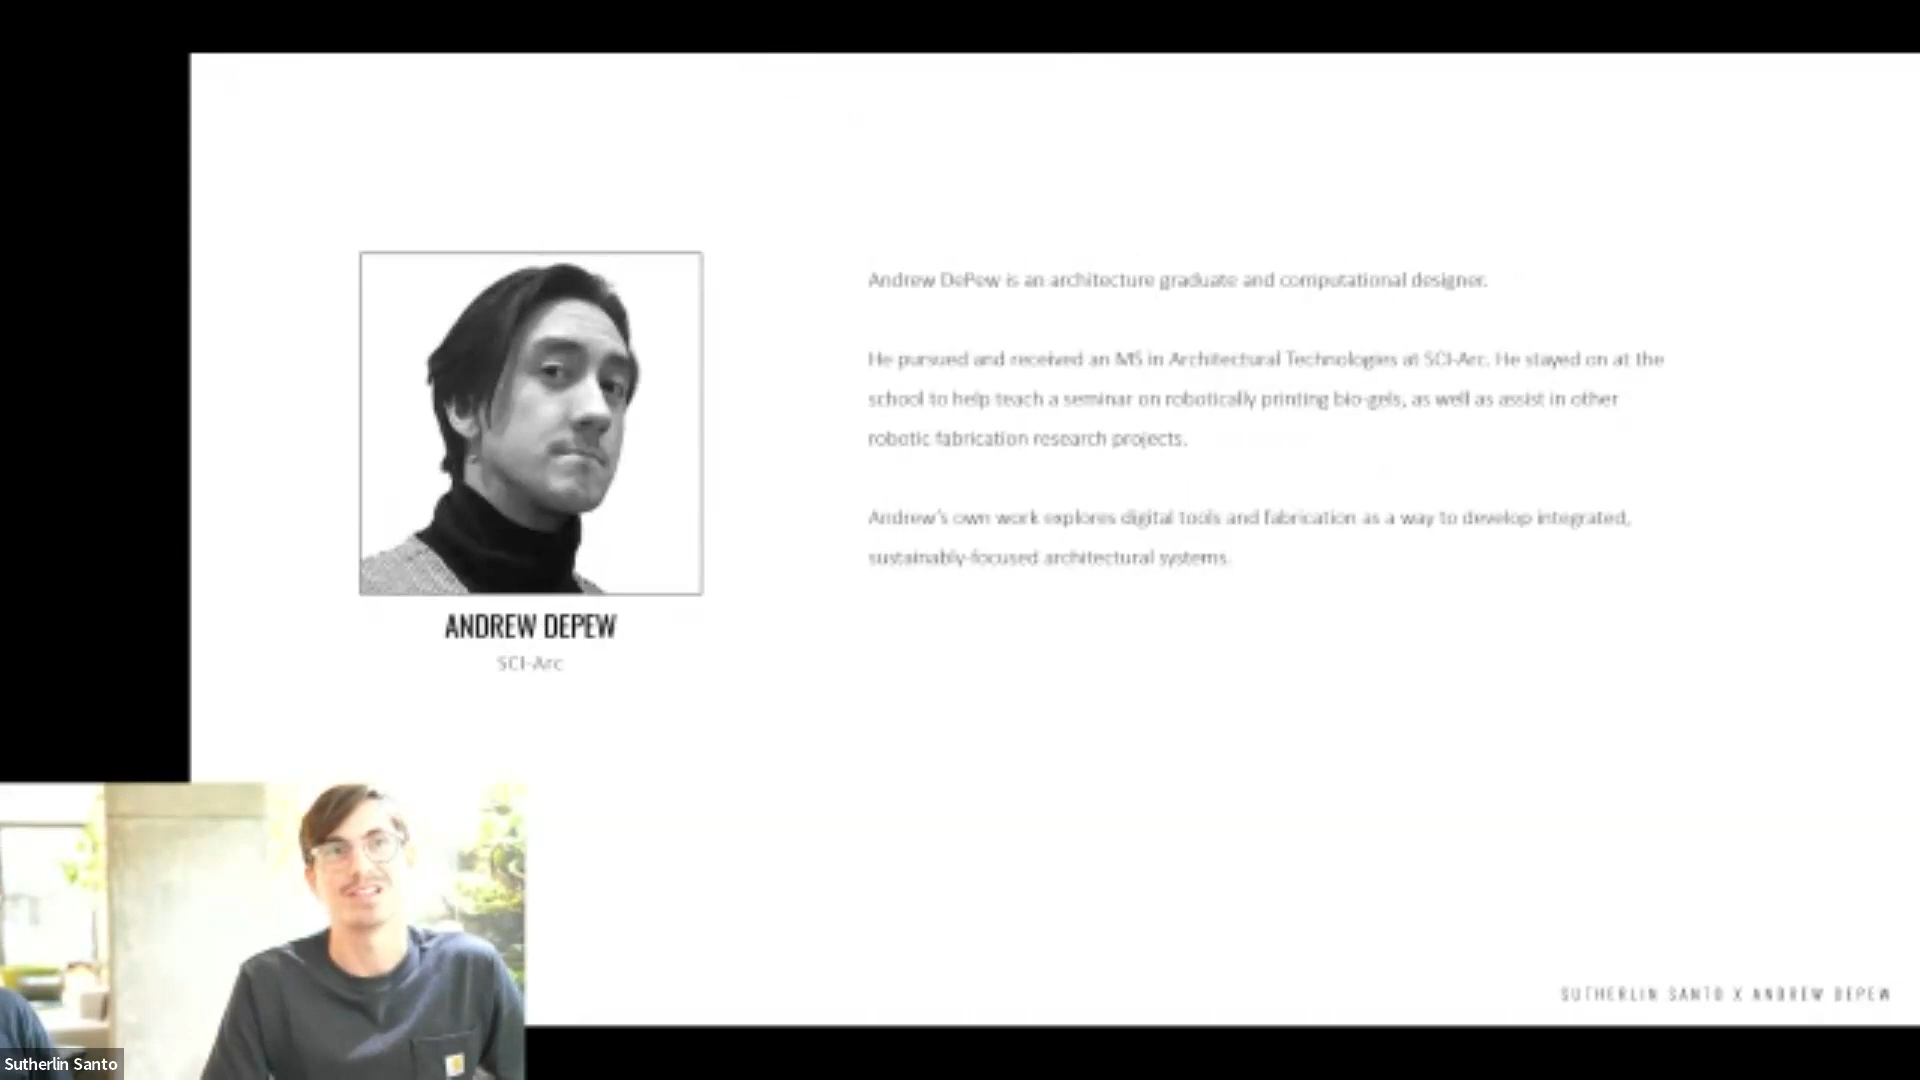 Andrew DePew is an architecture graduate and computational designer.
He pursued and received an MS in Architectural Technologies at SCI-Arc. He stayed on at the
school to help teach a seminar on robotically printing bio-gels, as well as assist in other
robotic fabrication research projects.
Andrew's own work explores digital tools and fabrication as a way to develop integrated,
sustainably-focused architectural systems.
ANDREW DEPEW
SCI-Arc
SUTHERLIN SANTO X ANDREW DEPEW
Sutherlin Santo